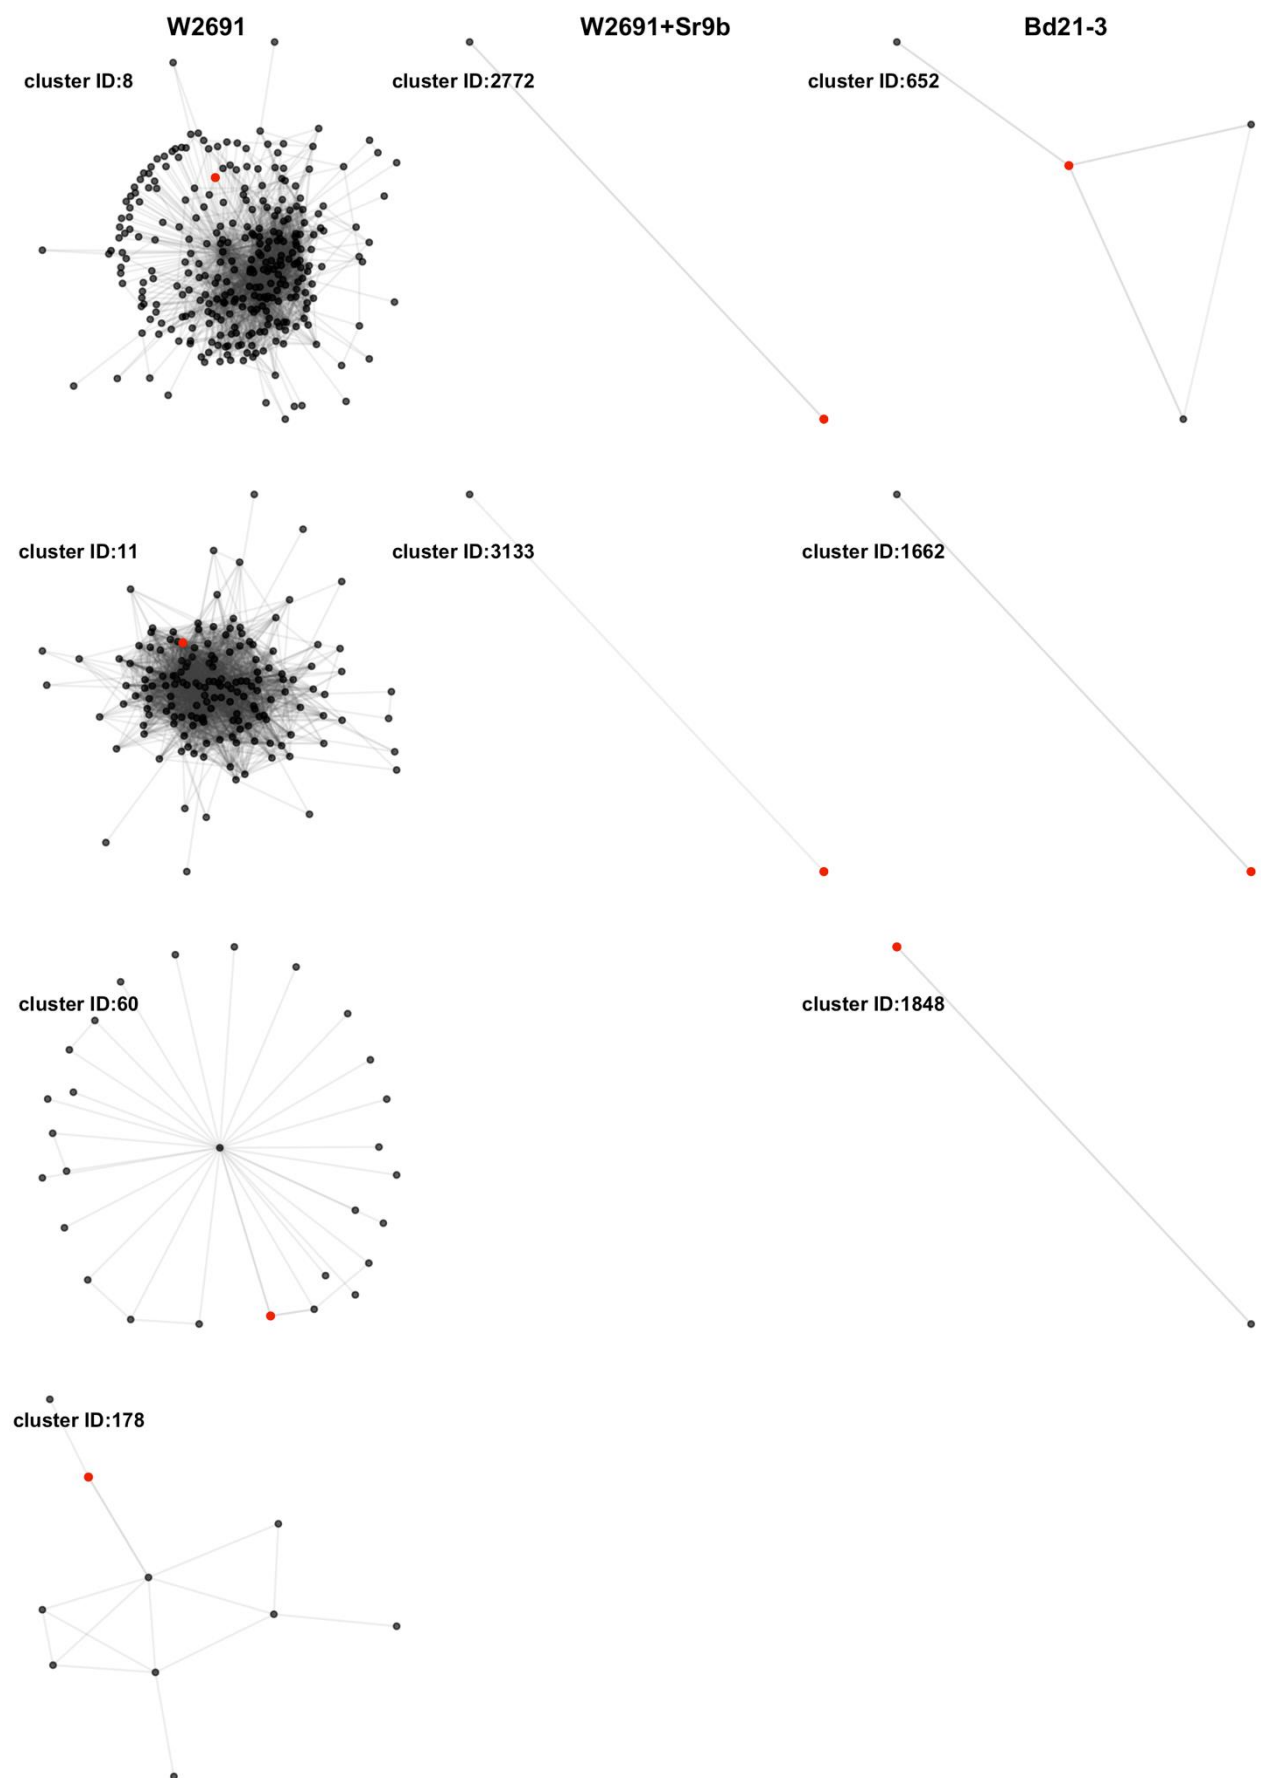 W2691 W2691+Sr9b Bd21-3
cluster ID:8 cluster ID:2772 cluster ID:652
cluster ID:11 cluster ID:3133 cluster ID:1662
cluster ID:60 cluster ID:1848
cluster ID:178